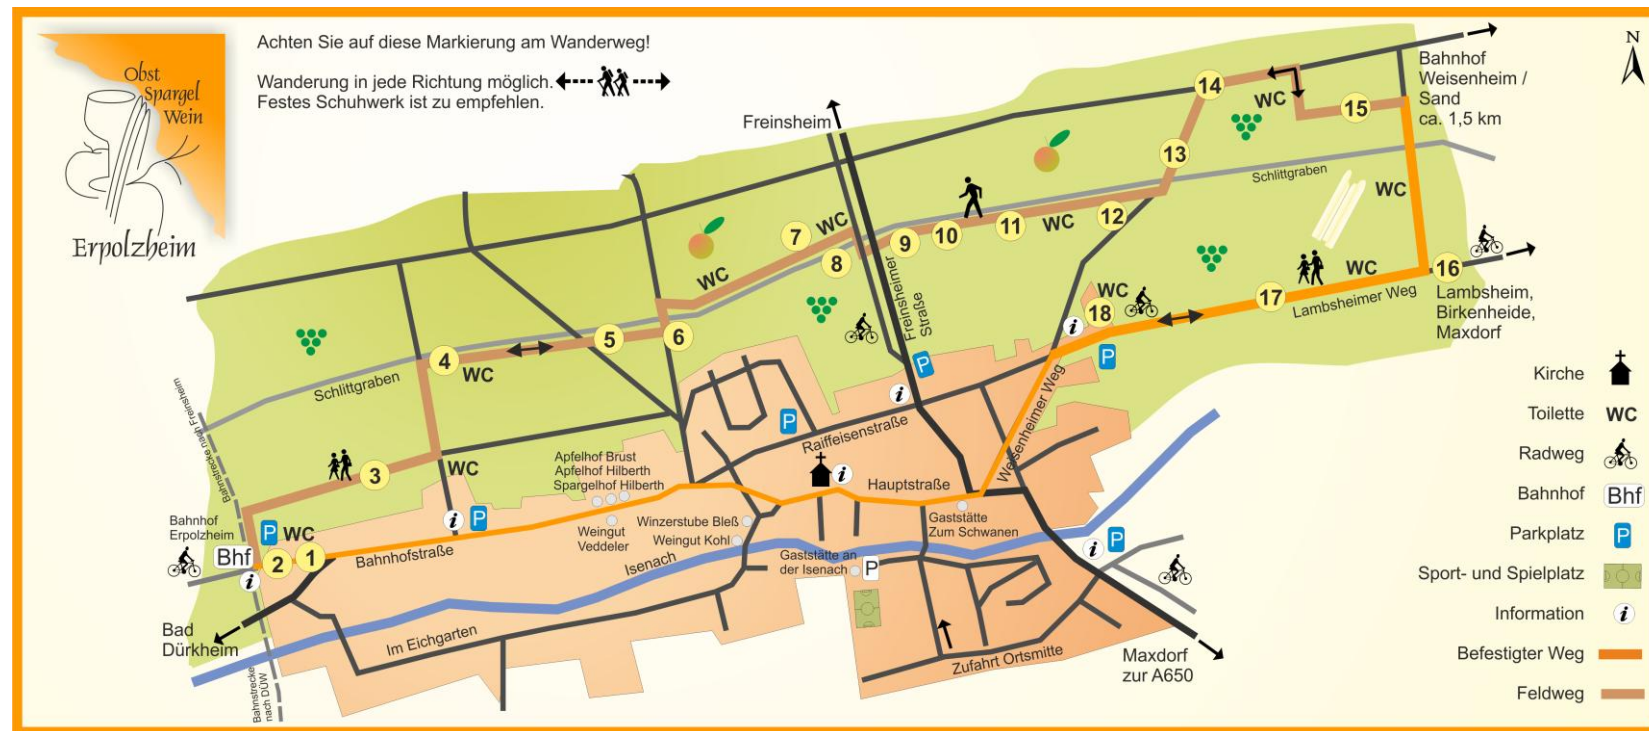 Achten Sie auf diese Markierung am Wanderweg!
Wanderung in jede Richtung möglich.
Festes Schuhwerk ist zu empfehlen.
Obst
Spargel
Wein
Erpolzheim
N
Bahnhof
Weisenheim /
Sand
ca. 1,5 km
Freinsheim
14
WC
15
13
Schlittgraben
WC
WC
7
8
9
10
11
WC
12
WC
Freinsheimer
Straße
16
WC
17
Lambsheimer Weg
Lambsheim,
Birkenheide,
Maxdorf
WC
18
i
P
4
WC
5
6
Schlittgraben
P
i
Weisenheimer Weg
P
Raiffeisenstraße
Bahnstrecke nach Freinsheim
3
WC
Apfelhof Brust
Apfelhof Hilberth
Spargelhof Hilberth
i
Hauptstraße
Bahnhof
Erpolzheim
P
WC
Bhf
2
1
i
i
P
Bahnhofstraße
Weingut
Veddeler
Winzerstube Bleß
Weingut Kohl
Isenach
Gaststätte
Zum Schwanen
Gaststätte an
der Isenach
P
i
P
Bad
Dürkheim
Im Eichgarten
Zufahrt Ortsmitte
Maxdorf
zur A650
Bahnstrecke
nach DÜW
Kirche
Toilette WC
Radweg
Bahnhof Bhf
Parkplatz P
Sport- und Spielplatz
Information i
Befestigter Weg
Feldweg